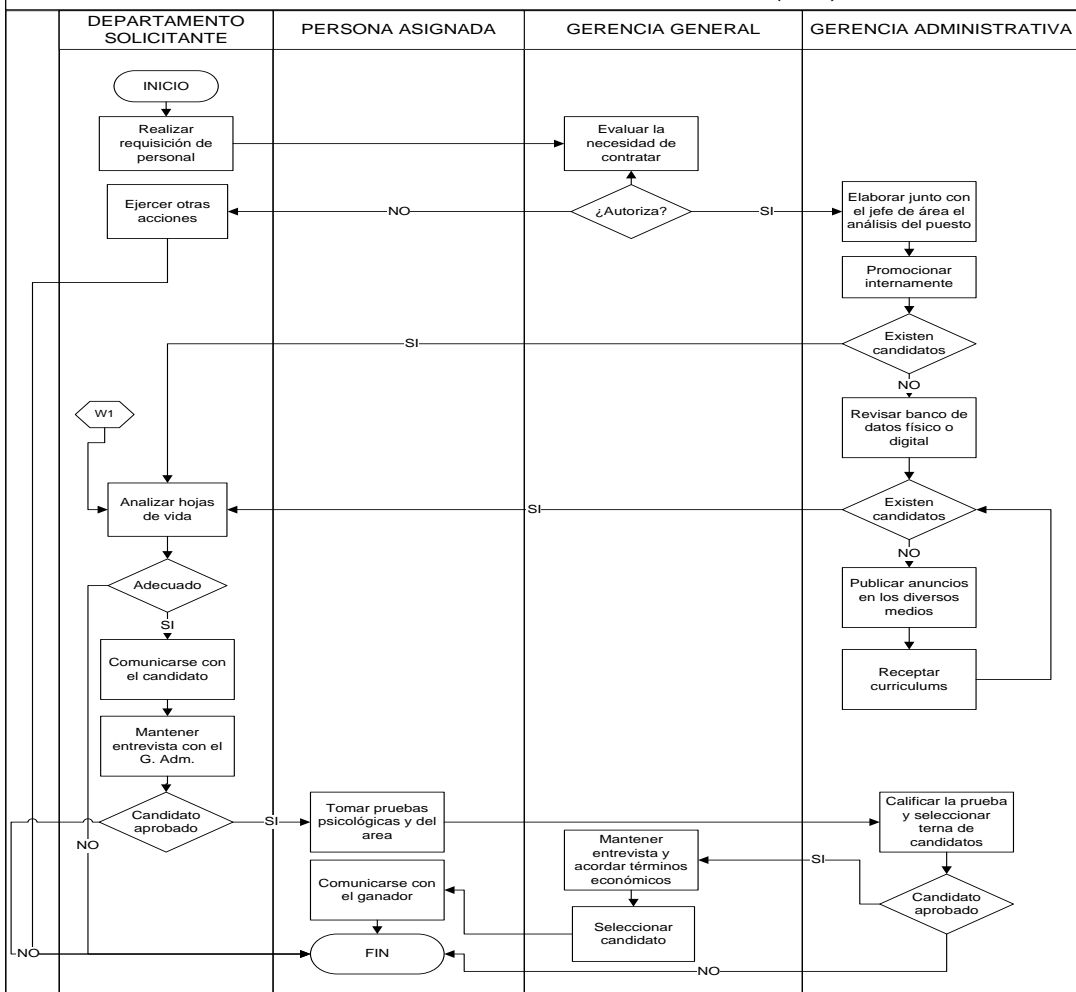 DEPARTAMENTO
SOLICITANTE
PERSONA ASIGNADA
GERENCIA GENERAL
GERENCIA ADMINISTRATIVA
INICIO
Realizar
requisición de
personal
Evaluar la
necesidad de
contratar
Ejercer otras
acciones
NO
¿Autoriza?
SI
Elaborar junto con
el jefe de área el
análisis del puesto
Promocionar
internamente
SI
Existen
candidatos
NO
W1
Revisar banco de
datos físico o
digital
Analizar hojas
de vida
SI
Existen
candidatos
NO
Adecuado
SI
Publicar anuncios
en los diversos
medios
Comunicarse con
el candidato
Receptar
curriculums
Mantener
entrevista con el
G. Adm.
Candidato
aprobado
SI
NO
Tomar pruebas
psicológicas y del
area
Calificar la prueba
y seleccionar
terna de
candidatos
Mantener
entrevista y
acordar términos
económicos
SI
Comunicarse con
el ganador
Candidato
aprobado
Seleccionar
candidato
NO
FIN
NO